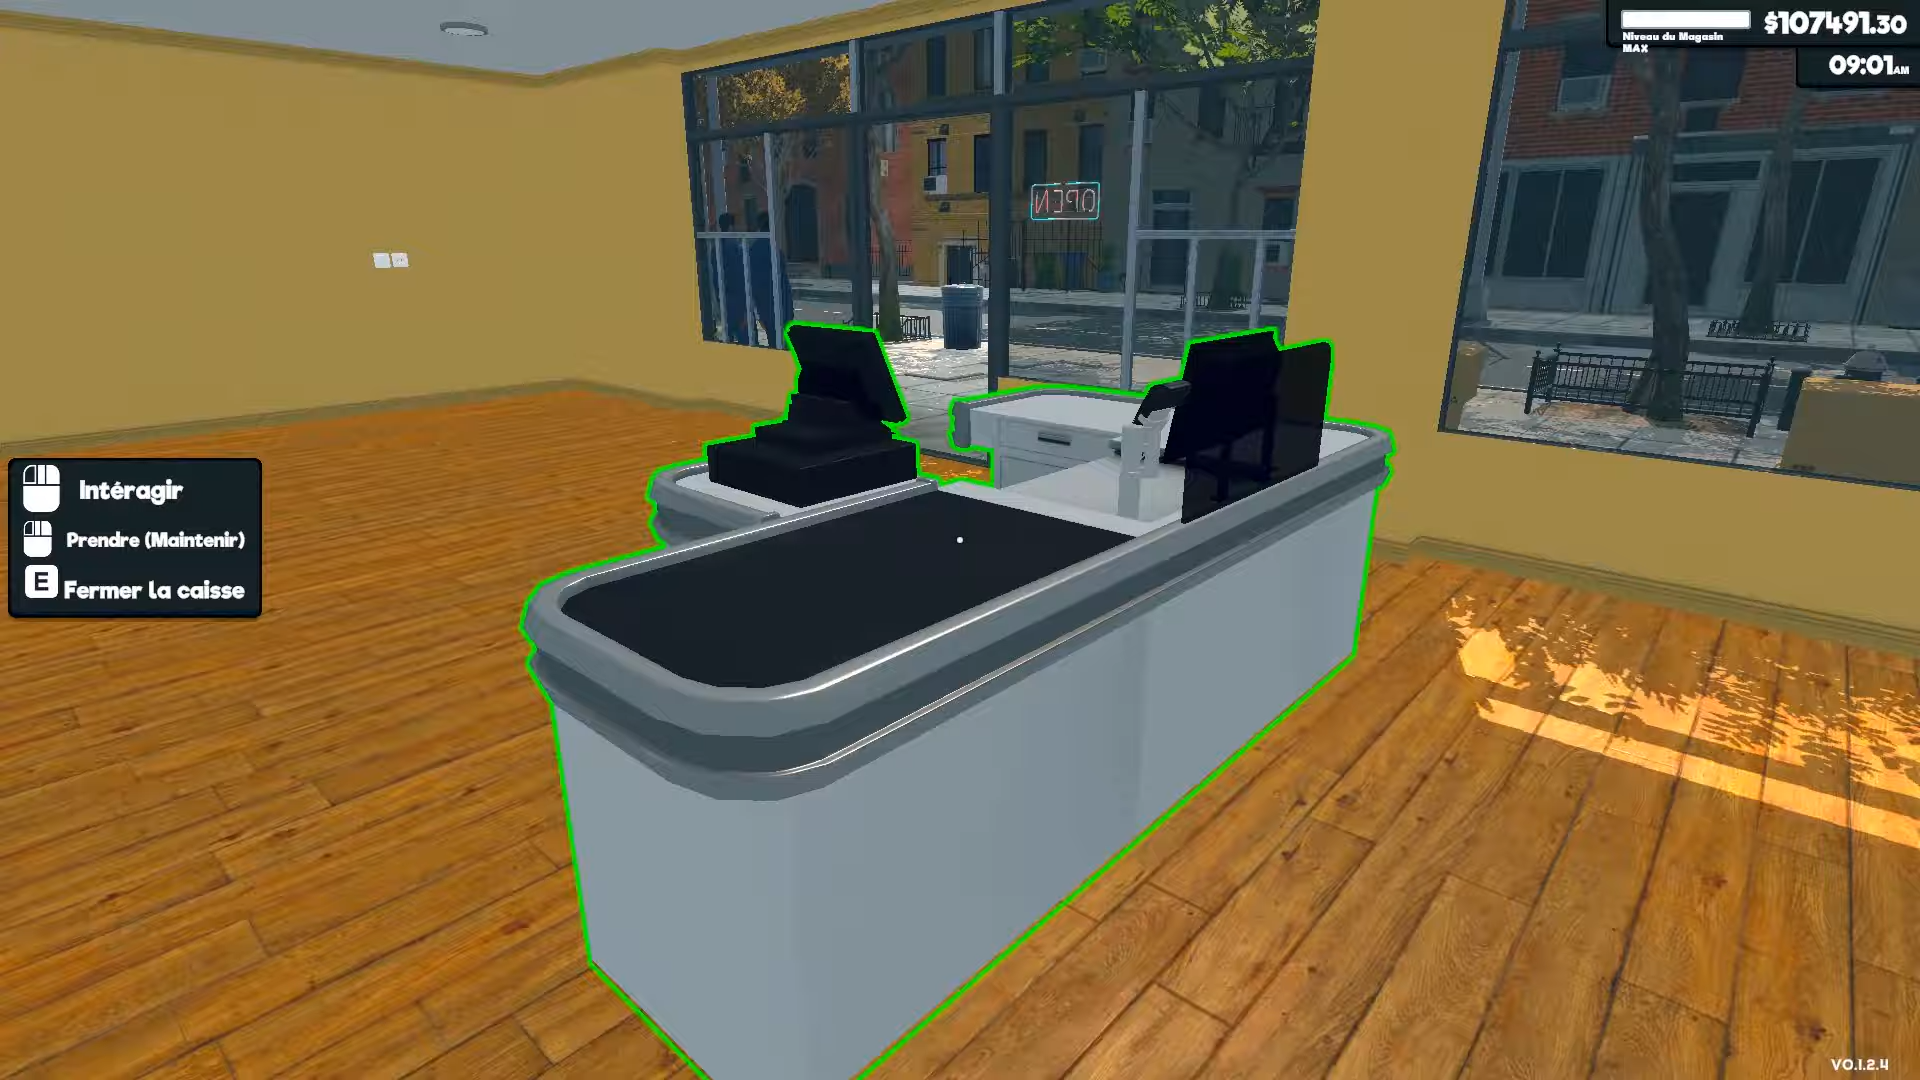 $107491.30
Niveau du Magasin
MAX
09:01AM
OPEN
Intéragir
Prendre (Maintenir)
E Fermer la caisse
V0.1.2.4